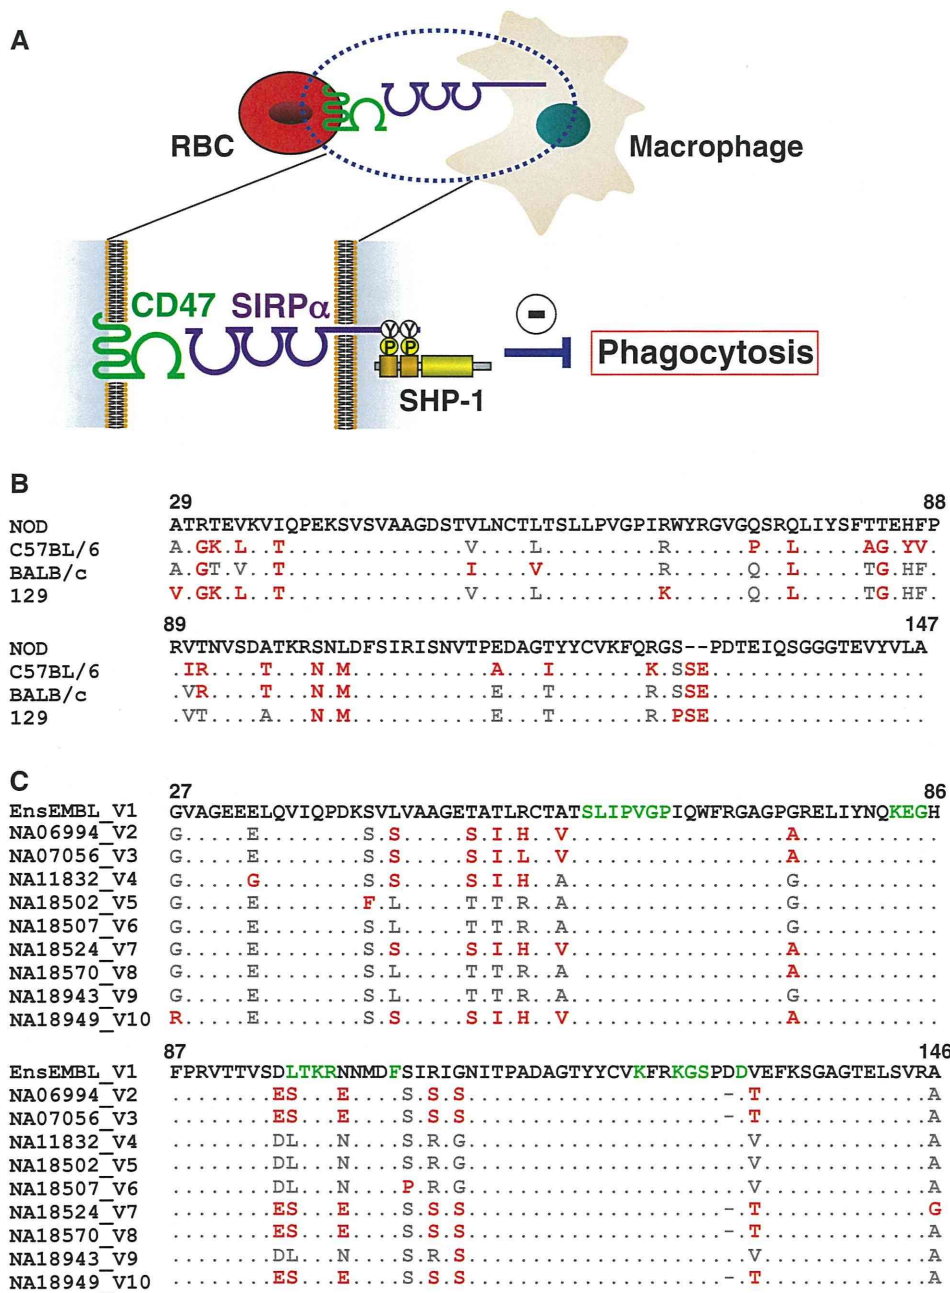 A
RBC
Macrophage
CD47 SIRPα
Y Y
P P
SHP-1
-
Phagocytosis
B
29 88
NOD ATRTEVKVIQPEKSVSVAAGDSTVLNCTLTSLLPVGPIRWYRGVGQSRQLIYSFTTEHFP
C57BL/6 A.GK.L..T..............V....L.........R......Q..L.....AG.YV.
BALB/c A.GT.V..I..............I....V.........R......Q..L.....TG.HF.
129 V.GK.L..I..............V....L.........K......Q..L.....TG.HF.
89 147
NOD RVTNVSDATKRSNLDFSIRISNVTPEDAGTYYCVKFQRGS--PDTEIQSGGGTEVYVLA
C57BL/6 .IR....T...N.M...........A...I.......K.SSE.................
BALB/c .VR....T...N.M...........E...T.......R.SSE.................
129 .VT....A...N.M...........E...T.......R.PSE.................
C
27 86
EnsEMBL_V1 GVAGEEELQVIQPDKSVLVAAGETATLRCTATSLIPVGPIQWFRGAGPGRELIYNQKEGH
NA06994_V2 G.....E........S.S.....S.I.H..V.................A...........
NA07056_V3 G.....E........S.S.....S.I.L..V.................A...........
NA11832_V4 G.....G........S.S.....S.I.H..A.................G...........
NA18502_V5 G.....E........F.L.....T.T.R..A.................G...........
NA18507_V6 G.....E........S.L.....T.T.R..A.................G...........
NA18524_V7 G.....E........S.S.....S.I.H..V.................A...........
NA18570_V8 G.....E........S.L.....T.T.R..A.................A...........
NA18943_V9 G.....E........S.L.....T.T.R..A.................G...........
NA18949_V10 R.....E........S.S.....S.I.H..V.................A...........
87 146
EnsEMBL_V1 FPRVTTVSDLTKRNNMDFSIRIGNITPADAGTYYCVKFRKGSPDDVEFKSGAGTELSVRA
NA06994_V2 ........ES...E....S.S.S....................-.T.............A
NA07056_V3 ........ES...E....S.S.S....................-.T.............A
NA11832_V4 ........DL...N....S.R.G......................V.............A
NA18502_V5 ........DL...N....S.R.G......................V.............A
NA18507_V6 ........DL...N....P.R.G......................V.............A
NA18524_V7 ........ES...E....S.S.S....................-.T.............G
NA18570_V8 ........ES...E....S.S.S....................-.T.............A
NA18943_V9 ........DL...N....S.R.S......................V.............A
NA18949_V10 ........ES...E....S.S.S....................-.T.............A